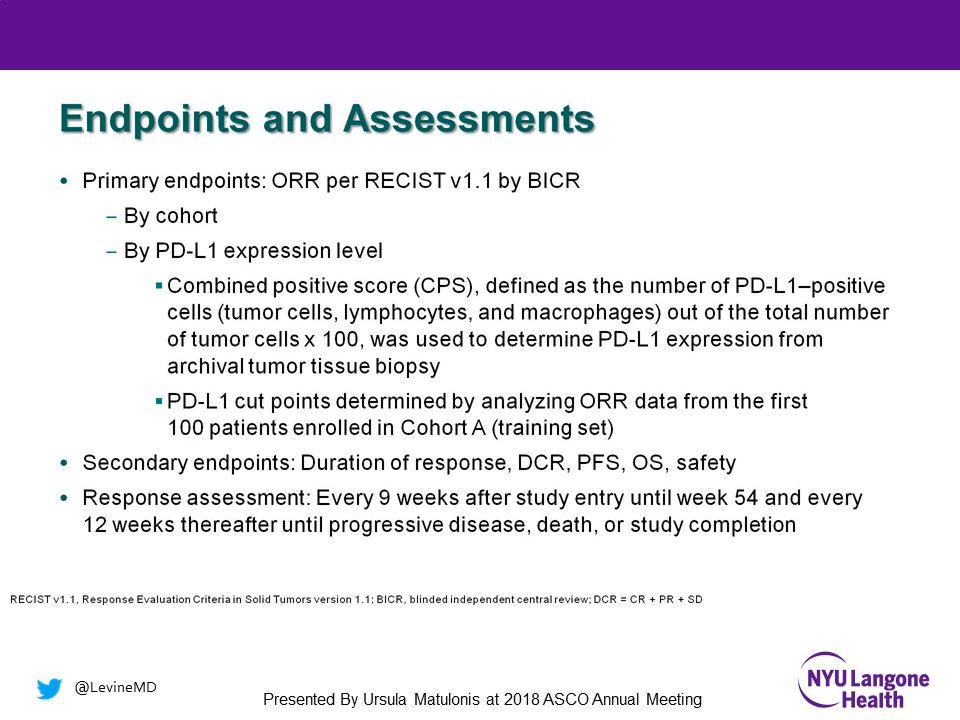 Endpoints and Assessments
• Primary endpoints: ORR per RECIST v1.1 by BICR
– By cohort
– By PD-L1 expression level
▪ Combined positive score (CPS), defined as the number of PD-L1–positive
cells (tumor cells, lymphocytes, and macrophages) out of the total number
of tumor cells x 100, was used to determine PD-L1 expression from
archival tumor tissue biopsy
▪ PD-L1 cut points determined by analyzing ORR data from the first
100 patients enrolled in Cohort A (training set)
• Secondary endpoints: Duration of response, DCR, PFS, OS, safety
• Response assessment: Every 9 weeks after study entry until week 54 and every
12 weeks thereafter until progressive disease, death, or study completion
RECIST v1.1, Response Evaluation Criteria in Solid Tumors version 1.1; BICR, blinded independent central review; DCR = CR + PR + SD
@LevineMD
Presented By Ursula Matulonis at 2018 ASCO Annual Meeting
NYU Langone
Health